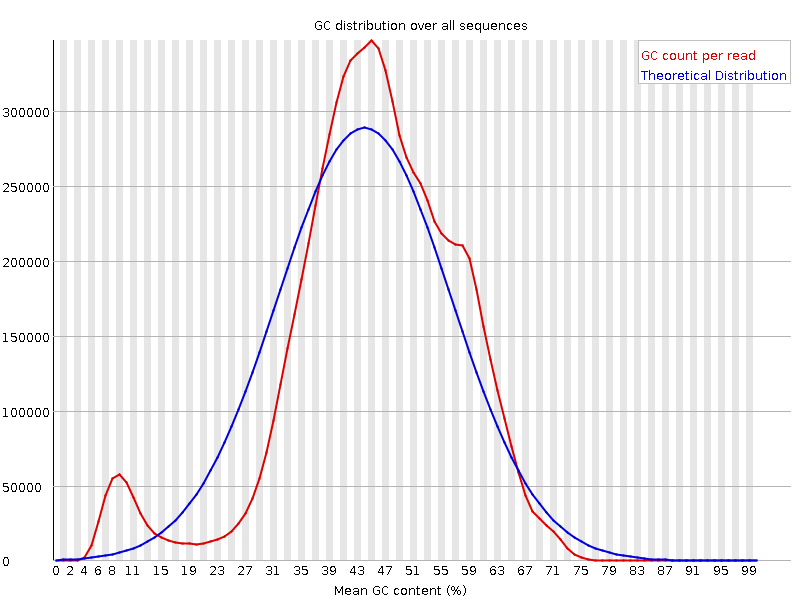 GC distribution over all sequences
GC count per read
Theoretical Distribution
300000
250000
200000
150000
100000
50000
0
0 2 4 6 8 11 15 19 23 27 31 35 39 43 47 51 55 59 63 67 71 75 79 83 87 91 95 99
Mean GC content (%)